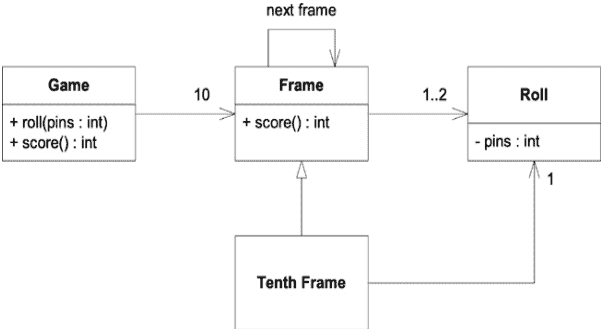 next frame
Game
+ roll(pins : int)
+ score() : int
10
Frame
+ score() : int
1..2
Roll
- pins : int
1
Tenth Frame